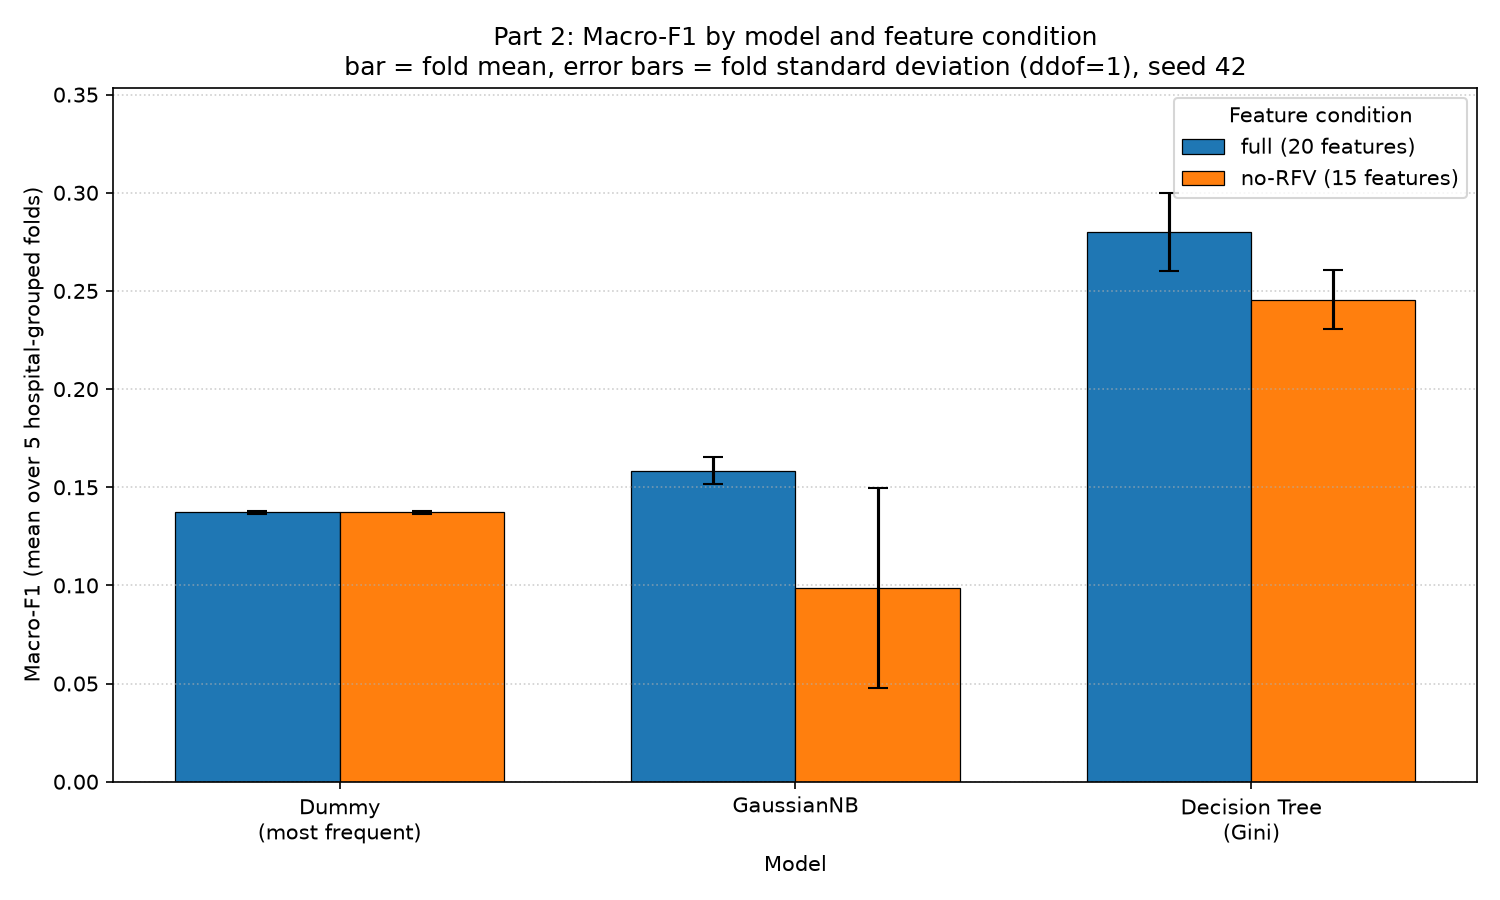 Part 2: Macro-F1 by model and feature condition
bar = fold mean, error bars = fold standard deviation (ddof=1), seed 42
Macro-F1 (mean over 5 hospital-grouped folds)
0.35
0.30
0.25
0.20
0.15
0.10
0.05
0.00
Feature condition
full (20 features)
no-RFV (15 features)
Dummy
(most frequent)
GaussianNB
Decision Tree
(Gini)
Model